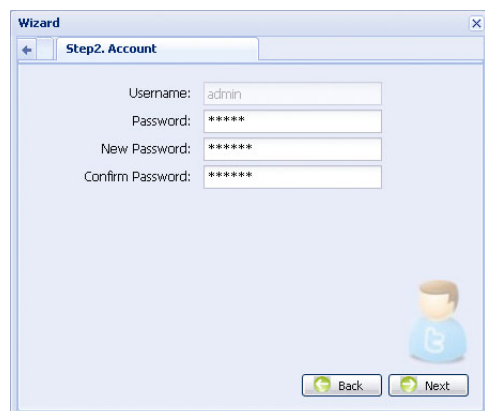 Wizard
Step2. Account
Username: admin
Password: *****
New Password: ******
Confirm Password: ******
Back Next